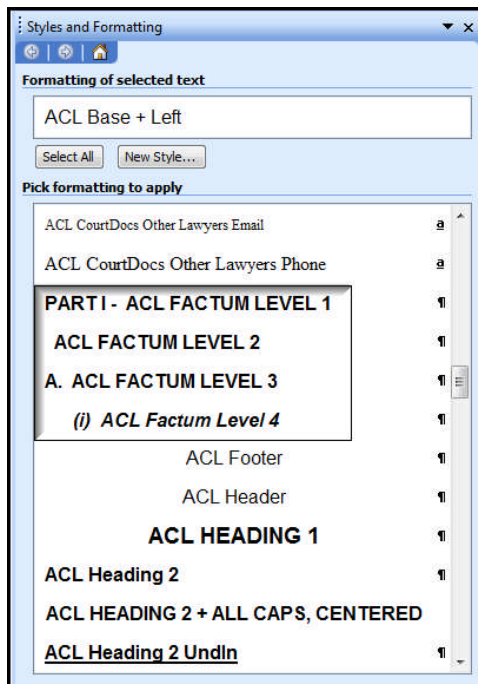 Styles and Formatting
Formatting of selected text
ACL Base + Left
Select All New Style...
Pick formatting to apply
ACL CourtDocs Other Lawyers Email a
ACL CourtDocs Other Lawyers Phone a
PART I - ACL FACTUM LEVEL 1 ¶
ACL FACTUM LEVEL 2 ¶
A. ACL FACTUM LEVEL 3 ¶
(i) ACL Factum Level 4 ¶
ACL Footer ¶
ACL Header ¶
ACL HEADING 1 ¶
ACL Heading 2 ¶
ACL HEADING 2 + ALL CAPS, CENTERED
ACL Heading 2 Undln ¶